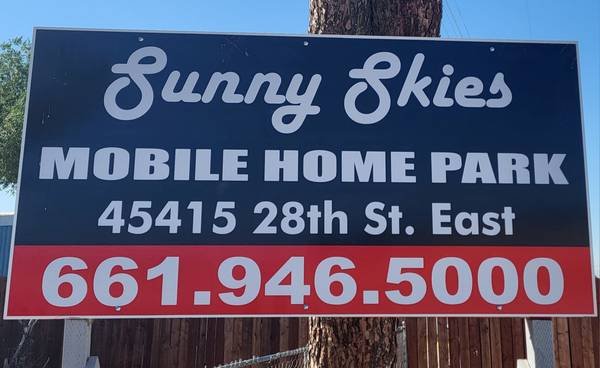 Sunny Skies
MOBILE HOME PARK
45415 28th St. East
661.946.5000